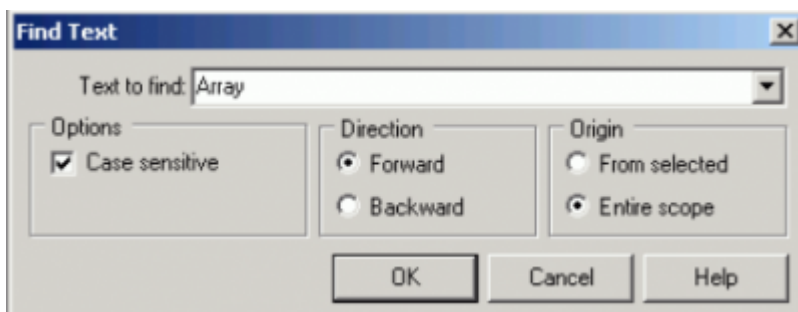 Find Text
Text to find: Array
Options
Case sensitive
Direction
Forward
Backward
Origin
From selected
Entire scope
OK
Cancel
Help